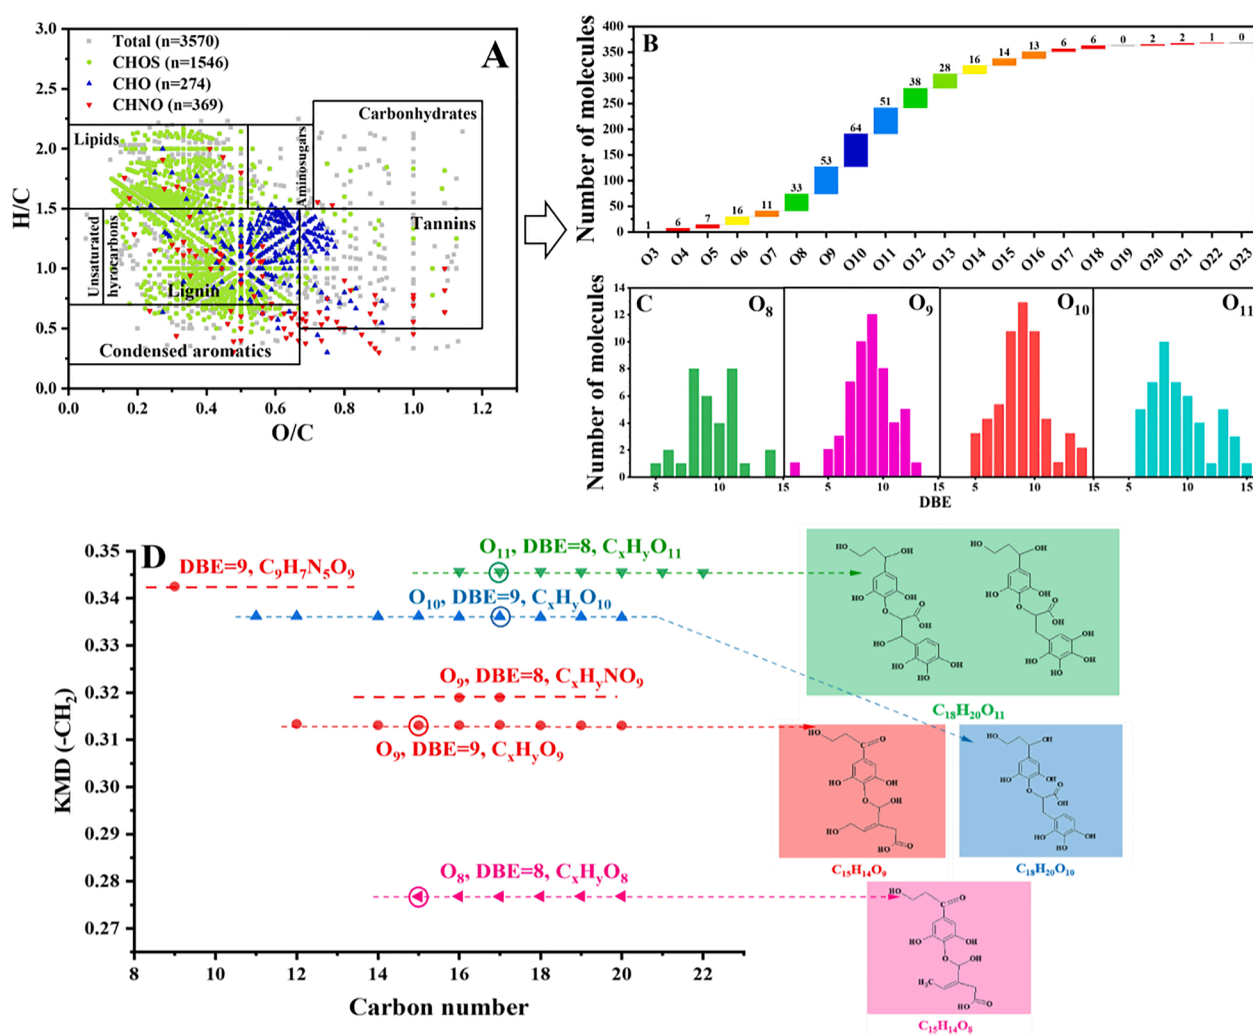 A
Total (n=3570)
CHOS (n=1546)
CHO (n=274)
CHNO (n=369)
Lipids
Aminosugars
Carbonhydrates
Unsaturated
hyrocarbons
Lignin
Tannins
Condensed aromatics
H/C
3.0
2.5
2.0
1.5
1.0
0.5
0.0
0.0 0.2 0.4 0.6 0.8 1.0 1.2
O/C
B
Number of molecules
400
350
300
250
200
150
100
50
0
1 6 7 16 11 33 53 64 51 38 28 16 14 13 6 6 0 2 2 1 0
O3 O4 O5 O6 O7 O8 O9 O10 O11 O12 O13 O14 O15 O16 O17 O18 O19 O20 O21 O22 O23
C
O8
O9
O10
O11
Number of molecules
14
12
10
8
6
4
2
0
5 10 15 5 10 15 5 10 15 5 10 15
DBE
D
KMD (-CH2)
0.35
0.34
0.33
0.32
0.31
0.30
0.29
0.28
0.27
DBE=9, C9H7N5O9
O11, DBE=8, CxHyO11
O10, DBE=9, CxHyO10
O9, DBE=8, CxHyNO9
O9, DBE=9, CxHyO9
O8, DBE=8, CxHyO8
8 10 12 14 16 18 20 22
Carbon number
C18H20O11
C15H14O9
C18H20O10
C15H14O8